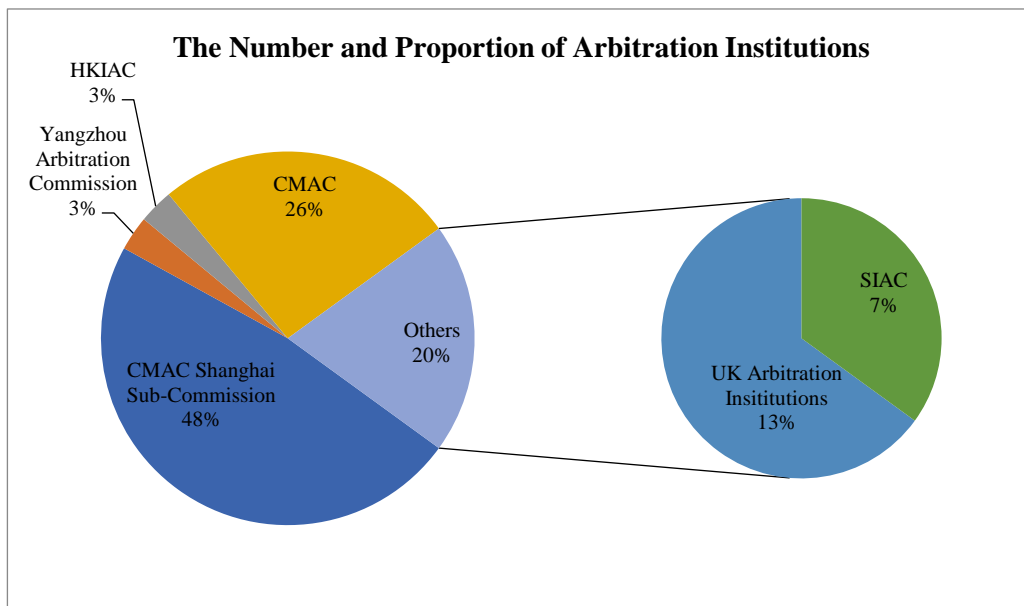 The Number and Proportion of Arbitration Institutions
HKIAC
3%
Yangzhou
Arbitration
Commission
3%
CMAC
26%
Others
20%
CMAC Shanghai
Sub-Commission
48%
SIAC
7%
UK Arbitration
Insititutions
13%